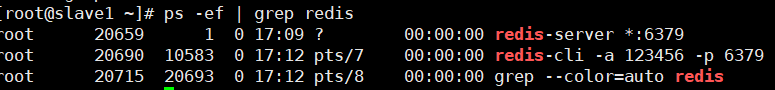 [root@slave1 ~]# ps -ef | grep redis
root 20659 1 0 17:09 ? 00:00:00 redis-server *:6379
root 20690 10583 0 17:12 pts/7 00:00:00 redis-cli -a 123456 -p 6379
root 20715 20693 0 17:12 pts/8 00:00:00 grep --color=auto redis